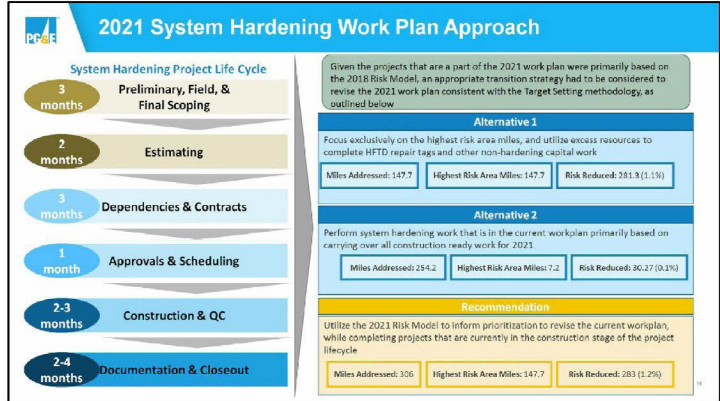 PG&E
2021 System Hardening Work Plan Approach
System Hardening Project Life Cycle
3
months
Preliminary, Field, &
Final Scoping
2
months
Estimating
3
months
Dependencies & Contracts
1
month
Approvals & Scheduling
2-3
months
Construction & QC
2-4
months
Documentation & Closeout
Given the projects that are a part of the 2021 work plan were primarily based on
the 2018 Risk Model, an appropriate transition strategy had to be considered to
revise the 2021 work plan consistent with the Target Setting methodology, as
outlined below
Alternative 1
Focus exclusively on the highest risk area miles, and utilize excess resources to
complete HFTD repair tags and other non-hardening capital work
Miles Addressed: 147.7
Highest Risk Area Miles: 147.7
Risk Reduced: 281.3 (1.1%)
Alternative 2
Perform system hardening work that is in the current workplan primarily based on
carrying over all construction ready work for 2021
Miles Addressed: 254.2
Highest Risk Area Miles: 7.2
Risk Reduced: 30.27 (0.1%)
Recommendation
Utilize the 2021 Risk Model to inform prioritization to revise the current workplan,
while completing projects that are currently in the construction stage of the project
lifecycle
Miles Addressed: 306
Highest Risk Area Miles: 147.7
Risk Reduced: 283 (1.2%)